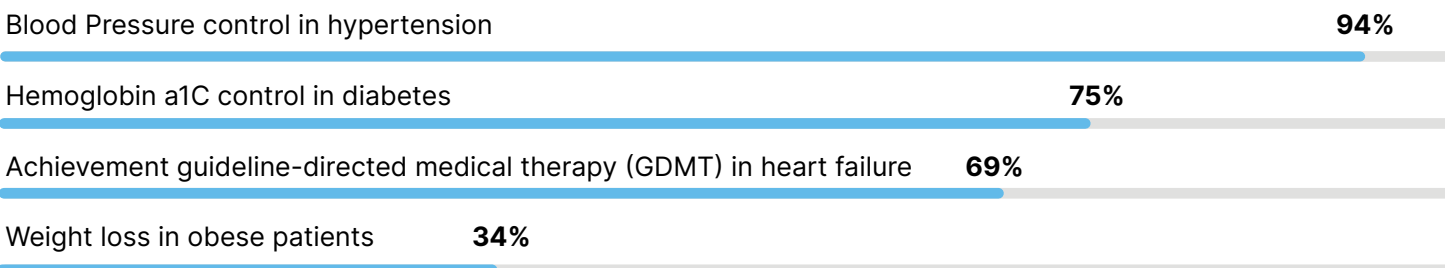 Blood Pressure control in hypertension 94%
Hemoglobin a1C control in diabetes 75%
Achievement guideline-directed medical therapy (GDMT) in heart failure 69%
Weight loss in obese patients 34%